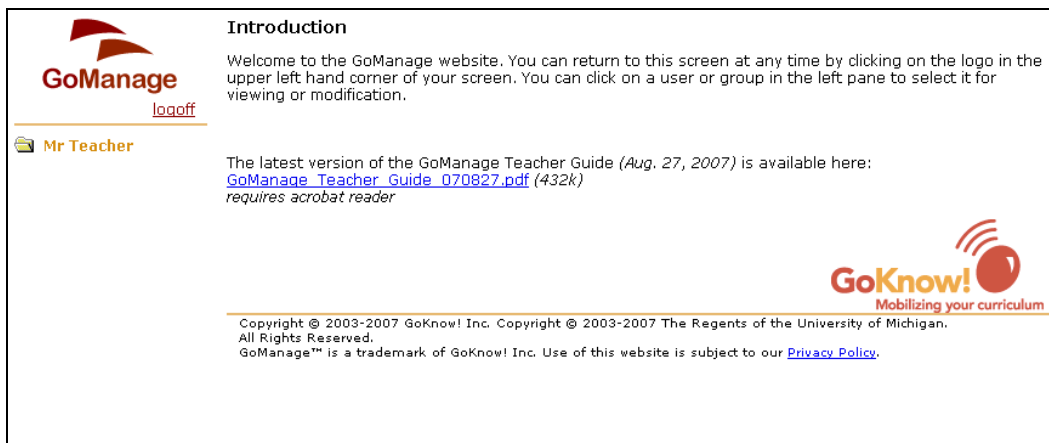 GoManage
logoff
Mr Teacher
Introduction
Welcome to the GoManage website. You can return to this screen at any time by clicking on the logo in the
upper left hand corner of your screen. You can click on a user or group in the left pane to select it for
viewing or modification.
The latest version of the GoManage Teacher Guide (Aug. 27, 2007) is available here:
GoManage_Teacher_Guide_070827.pdf (432k)
requires acrobat reader
GoKnow!
Mobilizing your curriculum
Copyright © 2003-2007 GoKnow! Inc. Copyright © 2003-2007 The Regents of the University of Michigan.
All Rights Reserved.
GoManage™ is a trademark of GoKnow! Inc. Use of this website is subject to our Privacy Policy.